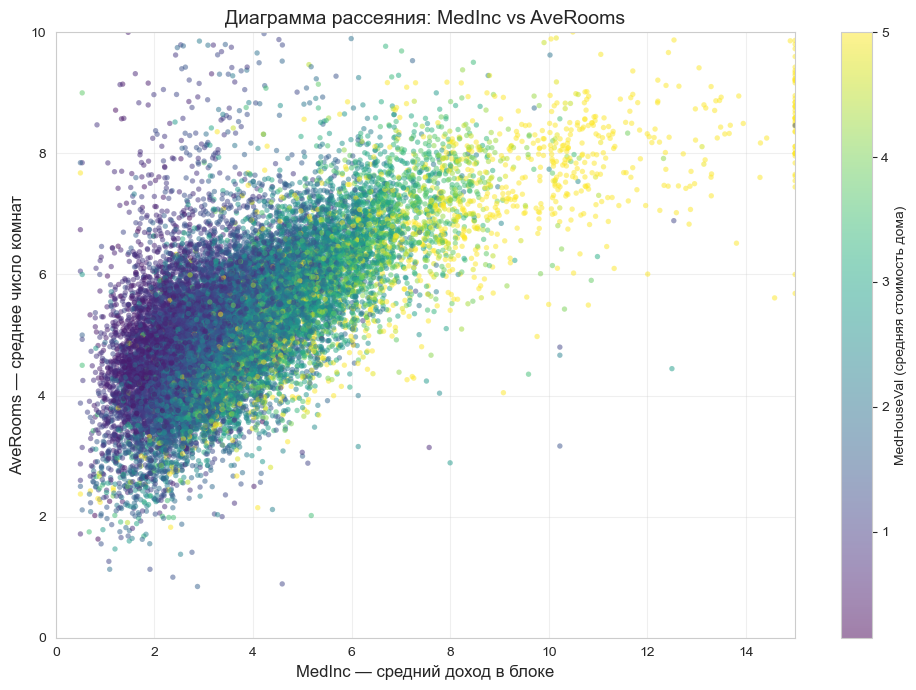 Диаграмма рассеяния: MedInc vs AveRooms
AveRooms — среднее число комнат
10
8
6
4
2
0
0 2 4 6 8 10 12 14
MedInc — средний доход в блоке
5
4
3
2
1
MedHouseVal (средняя стоимость дома)